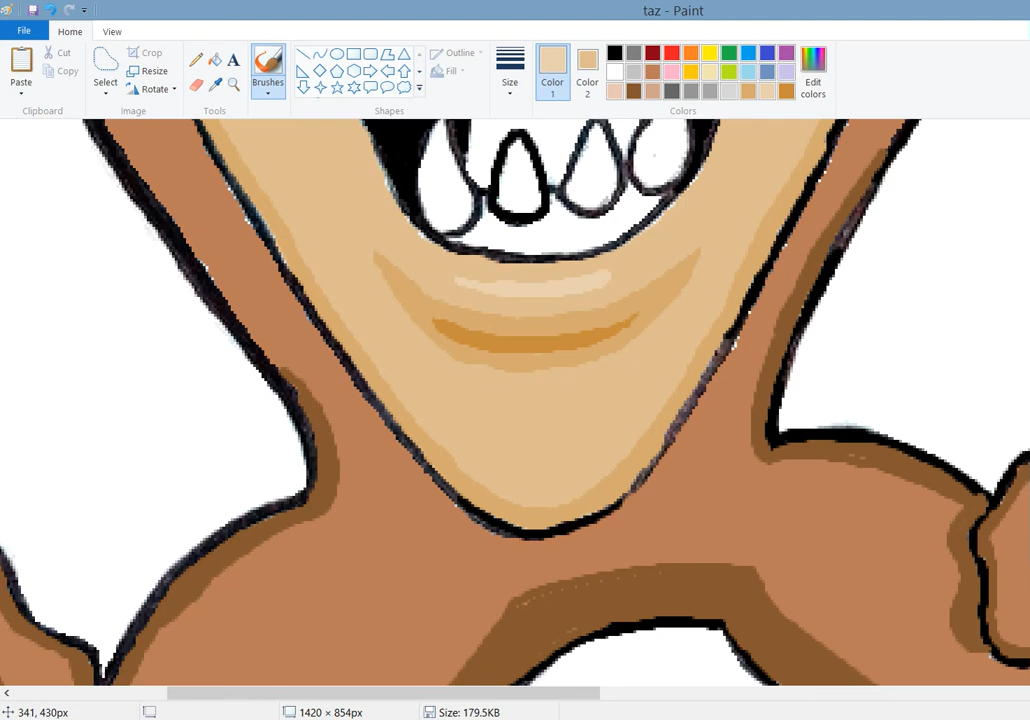 taz - Paint
File
Home
View
Paste
Cut
Copy
Clipboard
Select
Crop
Resize
Rotate
Image
A
Tools
Brushes
Outline
Fill
Shapes
Size
Color
1
Color
2
Edit
colors
Colors
341, 430px
1420 × 854px
Size: 179.5KB